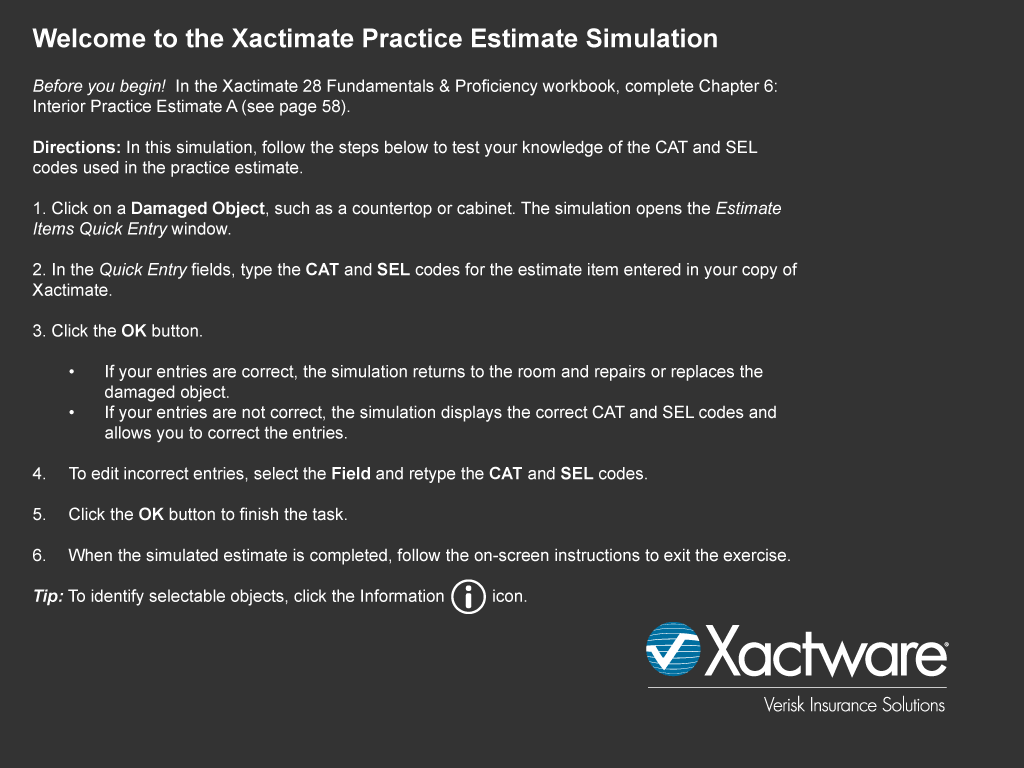 Welcome to the Xactimate Practice Estimate Simulation
Before you begin! In the Xactimate 28 Fundamentals & Proficiency workbook, complete Chapter 6:
Interior Practice Estimate A (see page 58).
Directions: In this simulation, follow the steps below to test your knowledge of the CAT and SEL
codes used in the practice estimate.
1. Click on a Damaged Object, such as a countertop or cabinet. The simulation opens the Estimate
Items Quick Entry window.
2. In the Quick Entry fields, type the CAT and SEL codes for the estimate item entered in your copy of
Xactimate.
3. Click the OK button.
• If your entries are correct, the simulation returns to the room and repairs or replaces the
damaged object.
• If your entries are not correct, the simulation displays the correct CAT and SEL codes and
allows you to correct the entries.
4. To edit incorrect entries, select the Field and retype the CAT and SEL codes.
5. Click the OK button to finish the task.
6. When the simulated estimate is completed, follow the on-screen instructions to exit the exercise.
Tip: To identify selectable objects, click the Information i icon.
Xactware®
Verisk Insurance Solutions